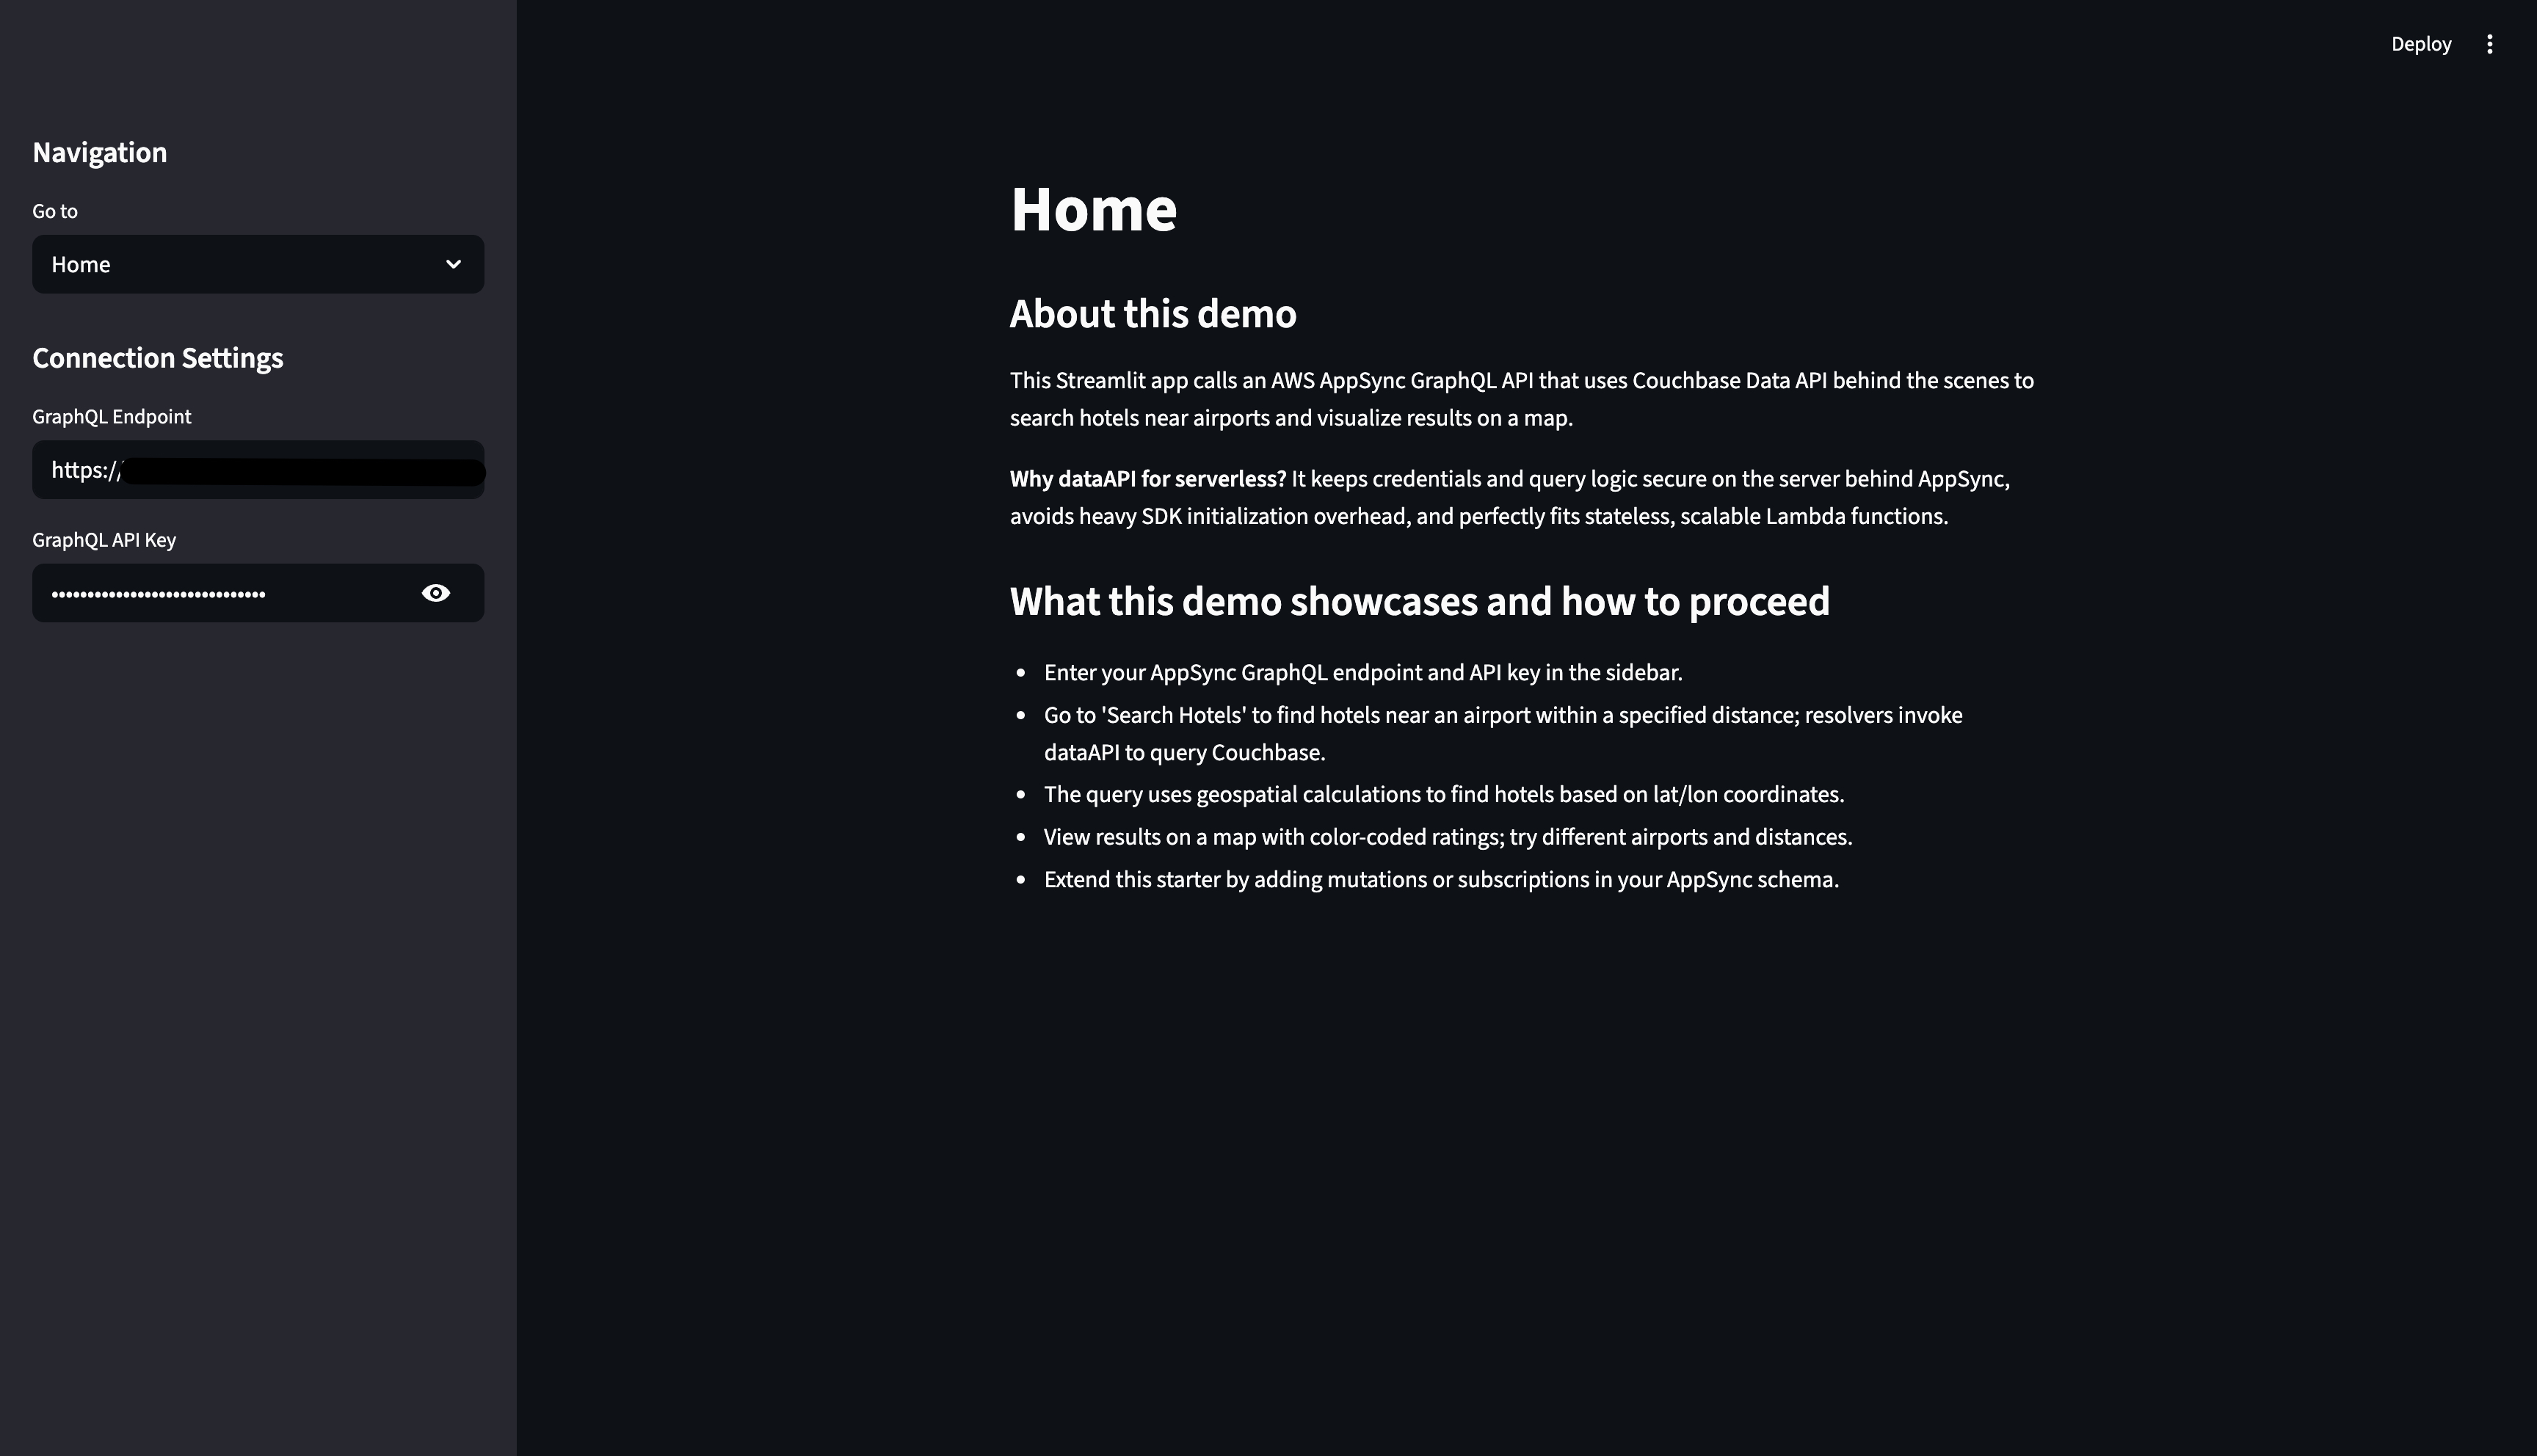 Deploy
Navigation
Go to
Home
Connection Settings
GraphQL Endpoint
https://
GraphQL API Key
••••••••••••••••••••••••••••••
Home
About this demo
This Streamlit app calls an AWS AppSync GraphQL API that uses Couchbase Data API behind the scenes to
search hotels near airports and visualize results on a map.
Why dataAPI for serverless? It keeps credentials and query logic secure on the server behind AppSync,
avoids heavy SDK initialization overhead, and perfectly fits stateless, scalable Lambda functions.
What this demo showcases and how to proceed
• Enter your AppSync GraphQL endpoint and API key in the sidebar.
• Go to 'Search Hotels' to find hotels near an airport within a specified distance; resolvers invoke
dataAPI to query Couchbase.
• The query uses geospatial calculations to find hotels based on lat/lon coordinates.
• View results on a map with color-coded ratings; try different airports and distances.
• Extend this starter by adding mutations or subscriptions in your AppSync schema.